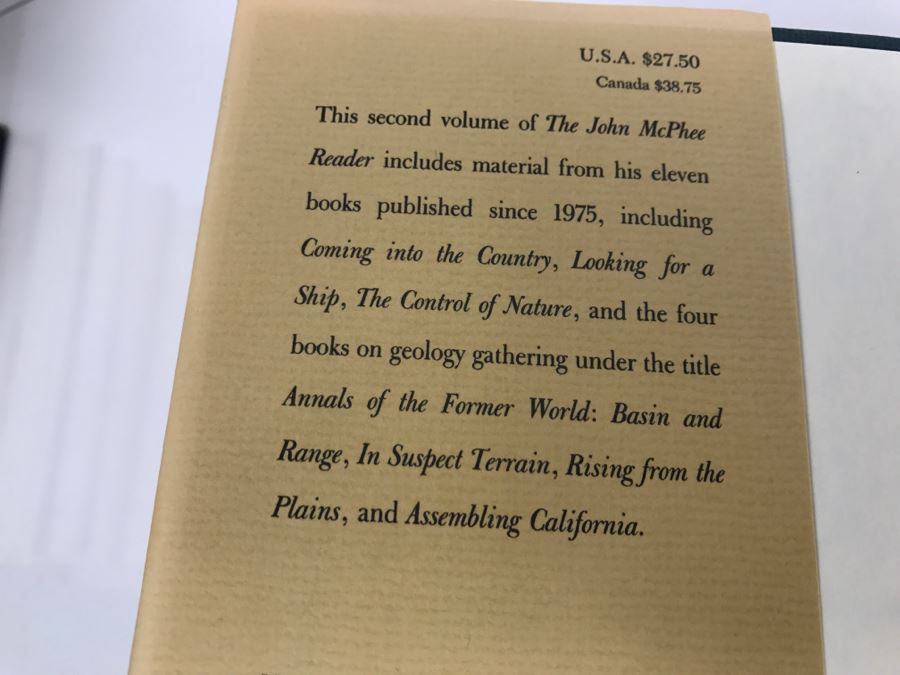 U.S.A. $27.50
Canada $38.75
This second volume of The John McPhee
Reader includes material from his eleven
books published since 1975, including
Coming into the Country, Looking for a
Ship, The Control of Nature, and the four
books on geology gathering under the title
Annals of the Former World: Basin and
Range, In Suspect Terrain, Rising from the
Plains, and Assembling California.